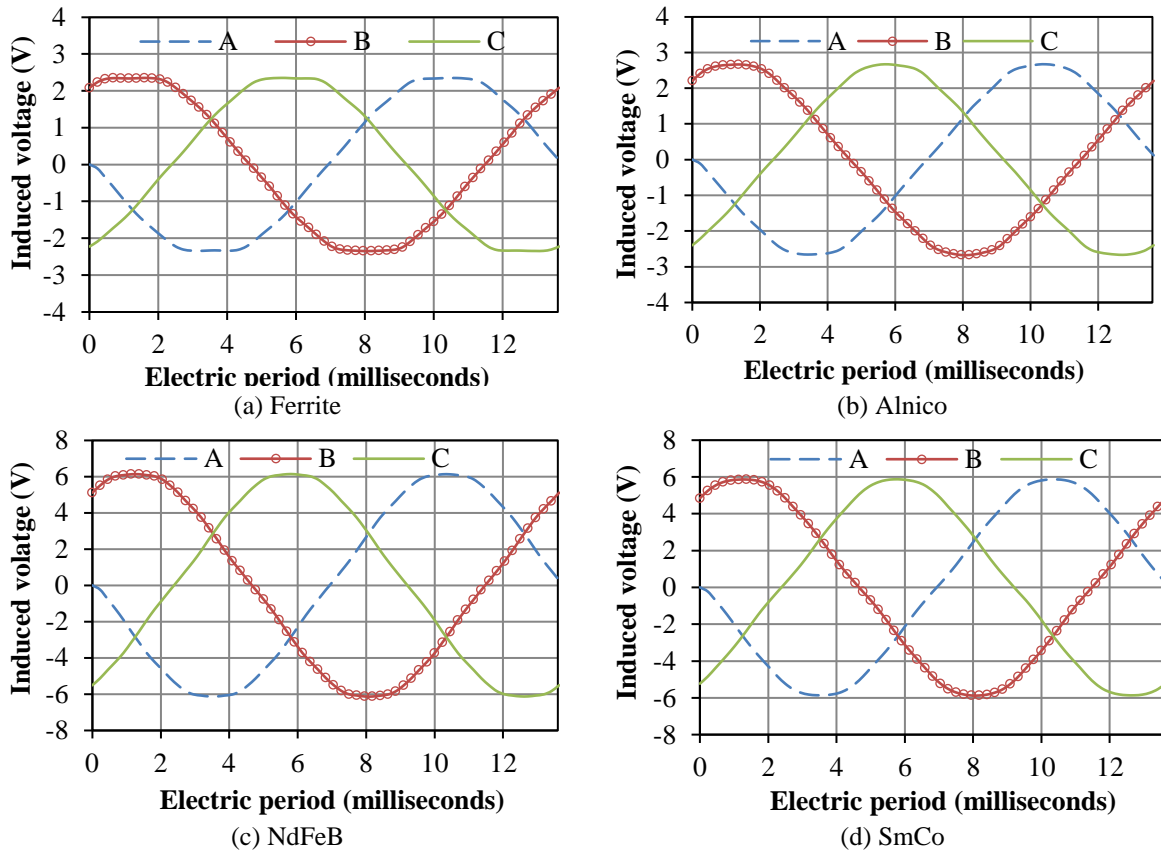 4
3
2
1
0
-1
-2
-3
-4
Induced voltage (V)
A B C
0 2 4 6 8 10 12
Electric period (milliseconds)
(a) Ferrite
4
3
2
1
0
-1
-2
-3
-4
Induced voltage (V)
A B C
0 2 4 6 8 10 12
Electric period (milliseconds)
(b) Alnico
8
6
4
2
0
-2
-4
-6
-8
Induced volatge (V)
A B C
0 2 4 6 8 10 12
Electric period (milliseconds)
(c) NdFeB
8
6
4
2
0
-2
-4
-6
-8
Induced voltage (V)
A B C
0 2 4 6 8 10 12
Electric period (milliseconds)
(d) SmCo